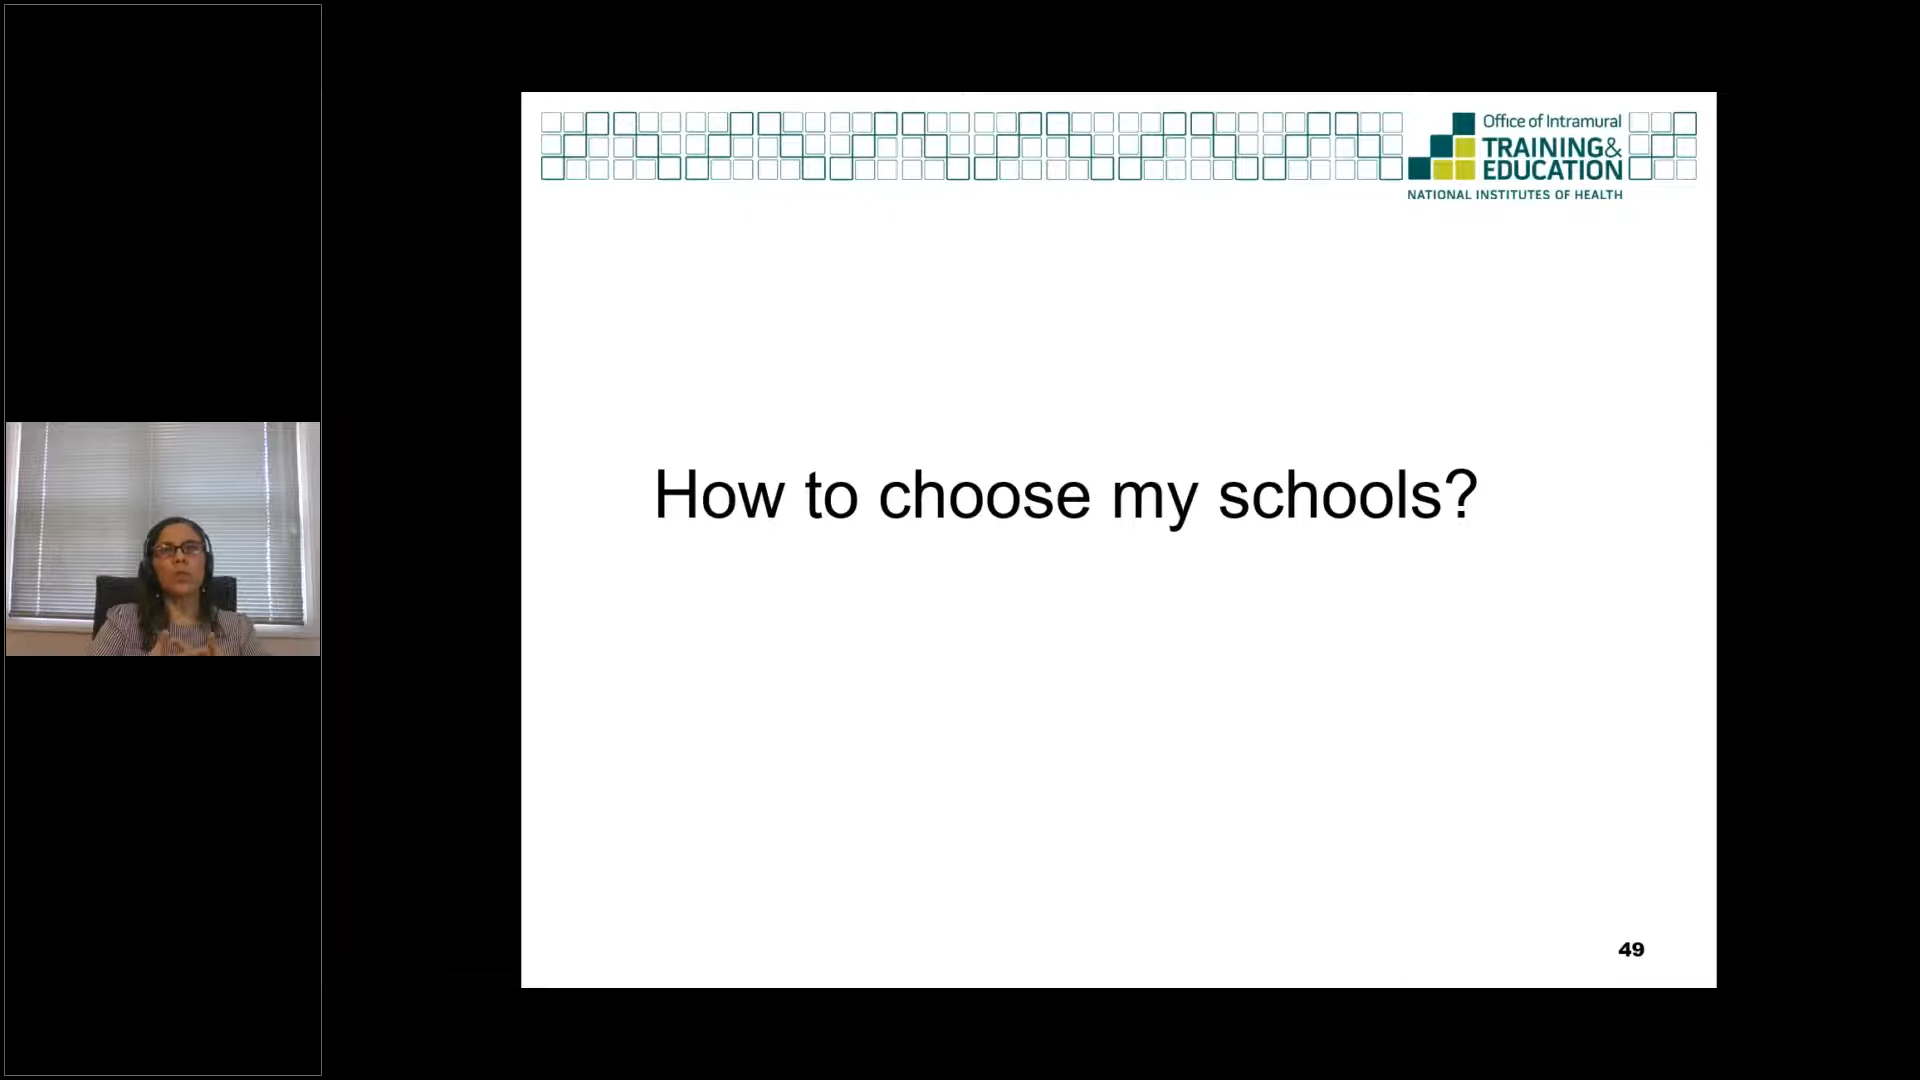 Office of Intramural
TRAINING&
EDUCATION
NATIONAL INSTITUTES OF HEALTH
How to choose my schools?
49